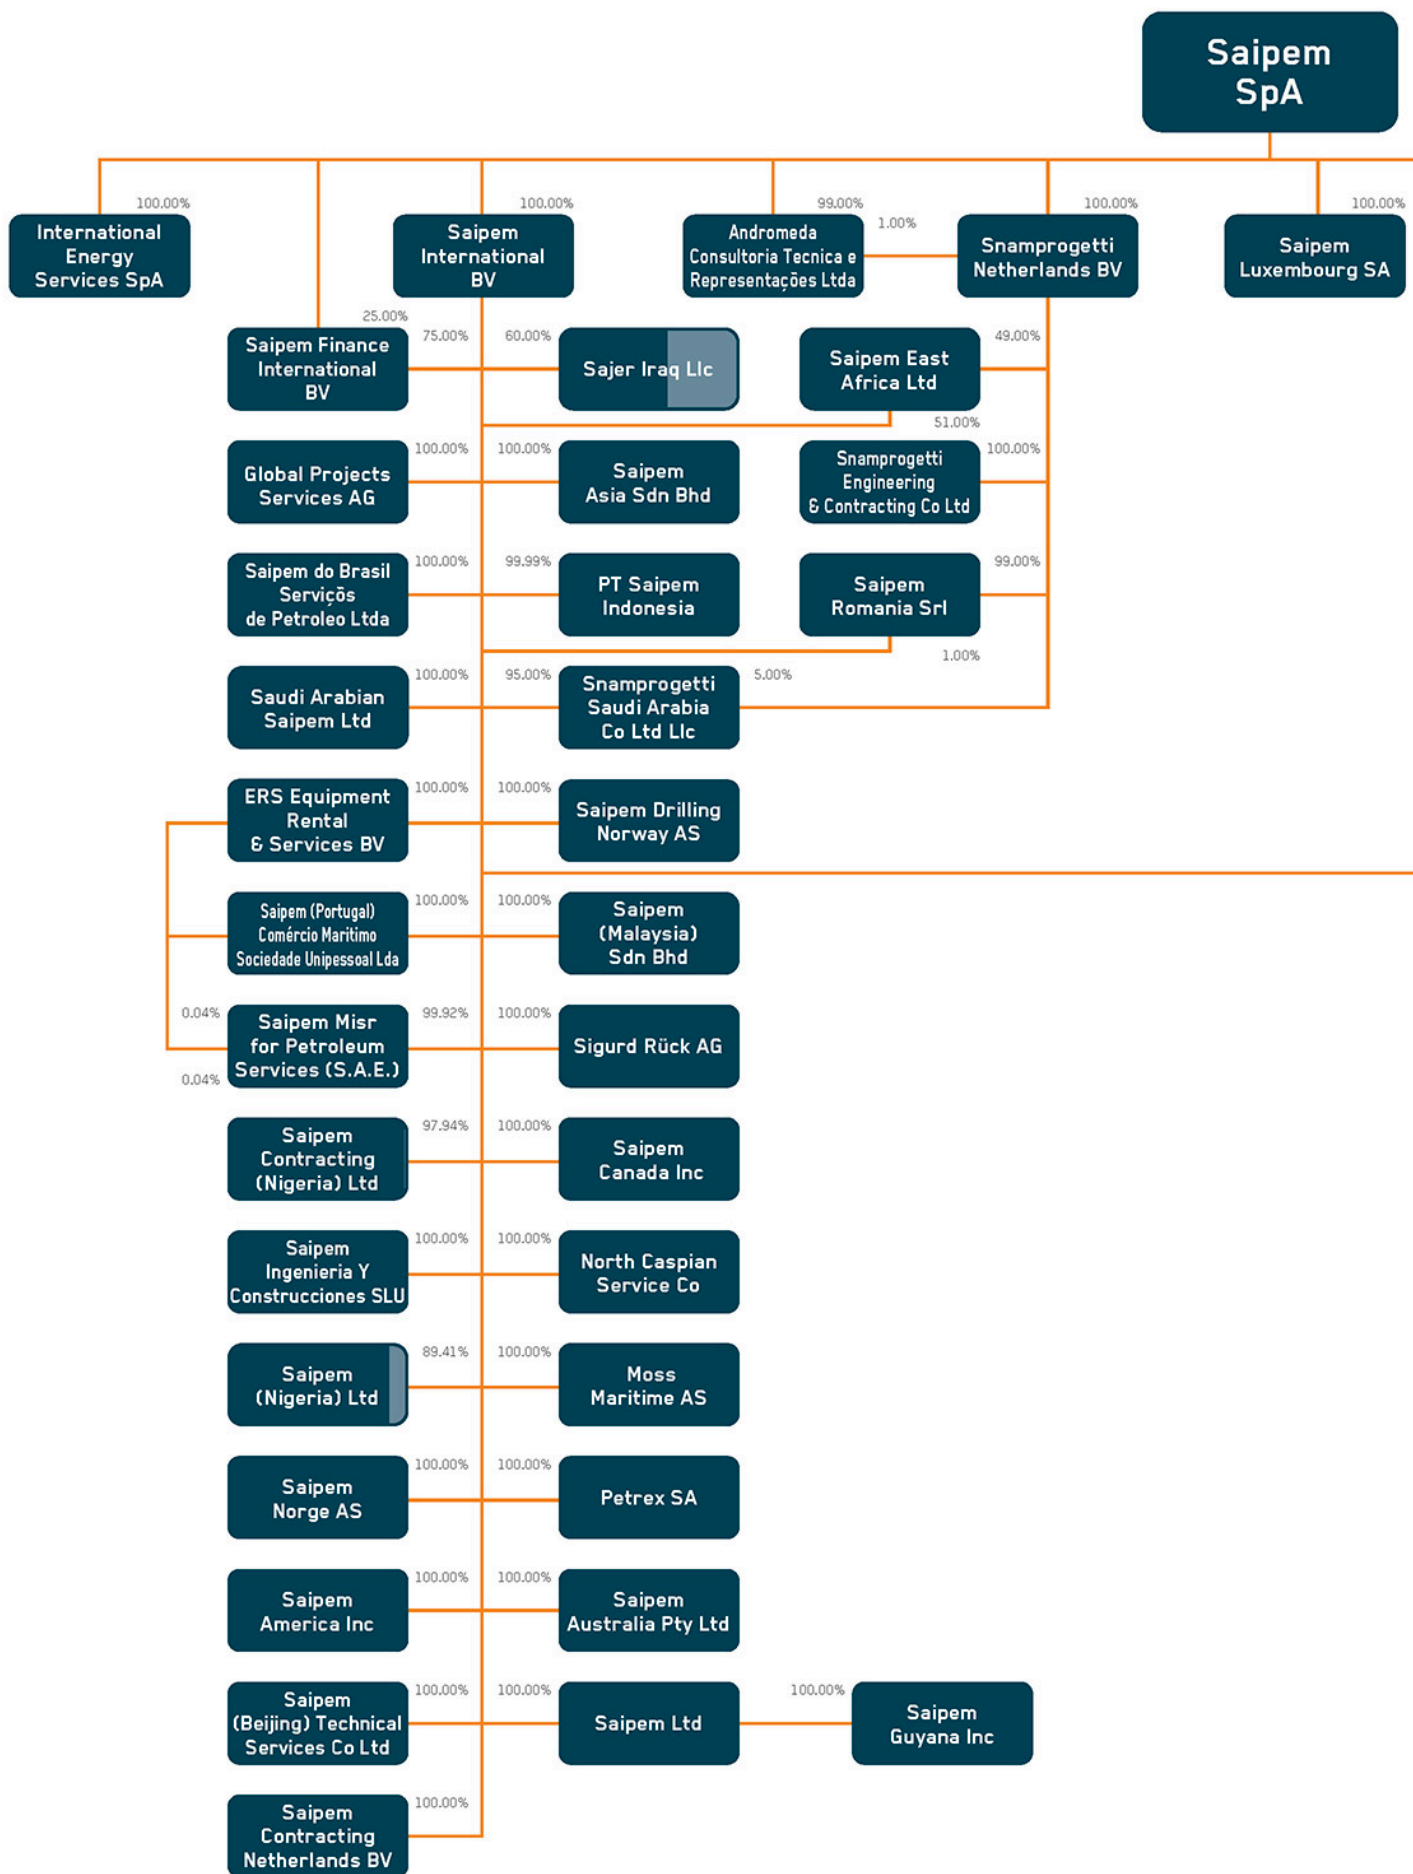 Saipem
SpA
100.00%
100.00%
99.00%
1.00%
100.00%
100.00%
International
Energy
Services SpA
Saipem
International
BV
Andromeda
Consultoria Tecnica e
Representações Ltda
Snamprogetti
Netherlands BV
Saipem
Luxembourg SA
25.00%
75.00%
60.00%
49.00%
Saipem Finance
International
BV
Sajer Iraq Llc
Saipem East
Africa Ltd
51.00%
100.00%
100.00%
100.00%
Global Projects
Services AG
Saipem
Asia Sdn Bhd
Snamprogetti
Engineering
& Contracting Co Ltd
100.00%
99.99%
99.00%
Saipem do Brasil
Serviçõs
de Petroleo Ltda
PT Saipem
Indonesia
Saipem
Romania Srl
1.00%
100.00%
95.00%
5.00%
Saudi Arabian
Saipem Ltd
Snamprogetti
Saudi Arabia
Co Ltd Llc
100.00%
100.00%
ERS Equipment
Rental
& Services BV
Saipem Drilling
Norway AS
100.00%
100.00%
Saipem (Portugal)
Comércio Maritimo
Sociedade Unipessoal Lda
Saipem
(Malaysia)
Sdn Bhd
0.04%
99.92%
100.00%
Saipem Misr
for Petroleum
Services (S.A.E.)
Sigurd Rück AG
0.04%
97.94%
100.00%
Saipem
Contracting
(Nigeria) Ltd
Saipem
Canada Inc
100.00%
100.00%
Saipem
Ingenieria Y
Construcciones SLU
North Caspian
Service Co
89.41%
100.00%
Saipem
(Nigeria) Ltd
Moss
Maritime AS
100.00%
100.00%
Saipem
Norge AS
Petrex SA
100.00%
100.00%
Saipem
America Inc
Saipem
Australia Pty Ltd
100.00%
100.00%
100.00%
Saipem
(Beijing) Technical
Services Co Ltd
Saipem Ltd
Saipem
Guyana Inc
100.00%
Saipem
Contracting
Netherlands BV